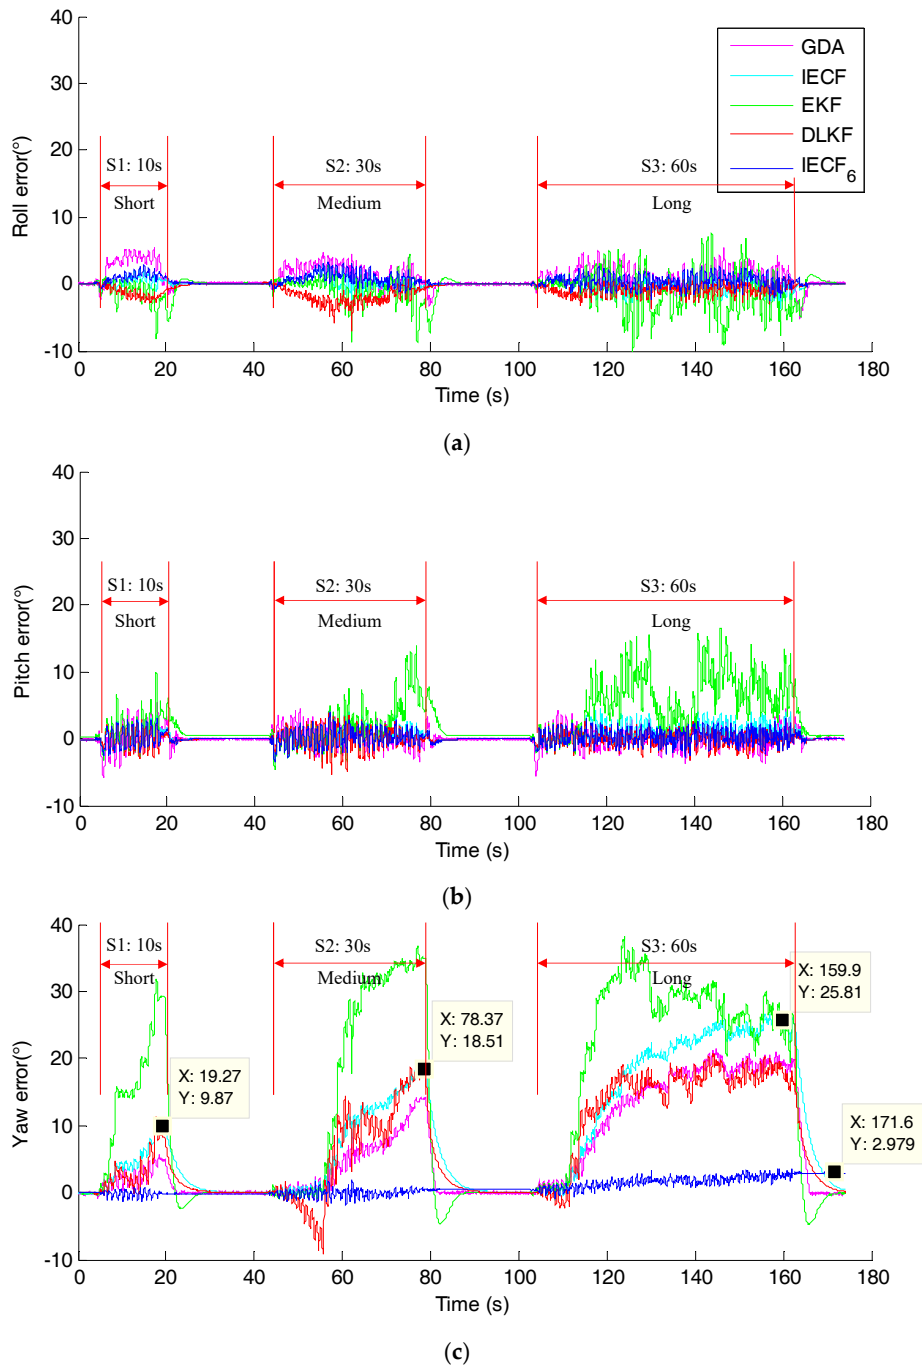 40
30
20
10
0
-10
Roll error(°)
GDA
IECF
EKF
DLKF
IECF6
S1: 10s
Short
S2: 30s
Medium
S3: 60s
Long
0 20 40 60 80 100 120 140 160 180
Time (s)
(a)
40
30
20
10
0
-10
Pitch error(°)
S1: 10s
Short
S2: 30s
Medium
S3: 60s
Long
0 20 40 60 80 100 120 140 160 180
Time (s)
(b)
40
30
20
10
0
-10
Yaw error(°)
S1: 10s
Short
S2: 30s
Medium
S3: 60s
Long
X: 19.27
Y: 9.87
X: 78.37
Y: 18.51
X: 159.9
Y: 25.81
X: 171.6
Y: 2.979
0 20 40 60 80 100 120 140 160 180
Time (s)
(c)